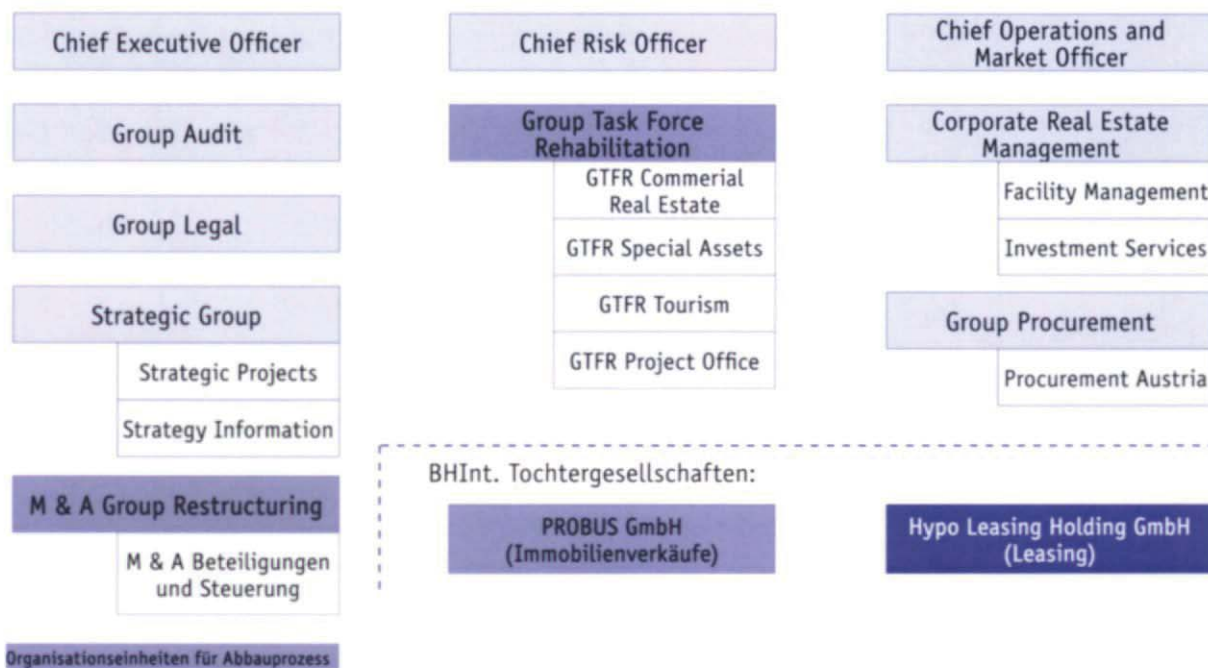 Chief Executive Officer
Group Audit
Group Legal
Strategic Group
Strategic Projects
Strategy Information
M & A Group Restructuring
M & A Beteiligungen
und Steuerung
Organisationseinheiten für Abbauprozess
Chief Risk Officer
Group Task Force
Rehabilitation
GTFR Commerial
Real Estate
GTFR Special Assets
GTFR Tourism
GTFR Project Office
Chief Operations and
Market Officer
Corporate Real Estate
Management
Facility Management
Investment Services
Group Procurement
Procurement Austria
BHInt. Tochtergesellschaften:
PROBUS GmbH
(Immobilienverkäufe)
Hypo Leasing Holding GmbH
(Leasing)